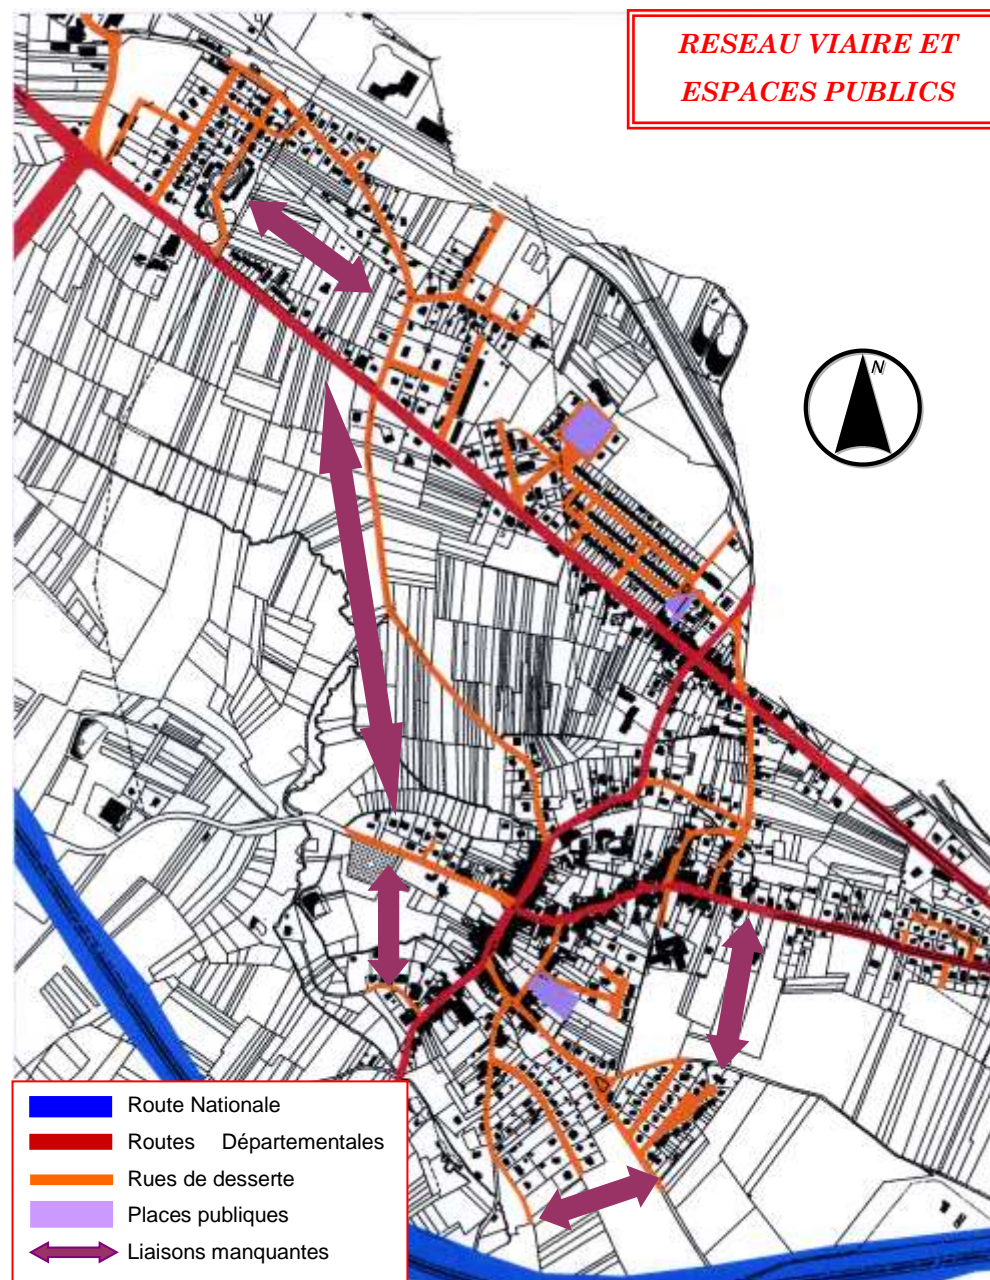 RESEAU VIAIRE ET
ESPACES PUBLICS
N
Route Nationale
Routes Départementales
Rues de desserte
Places publiques
Liaisons manquantes